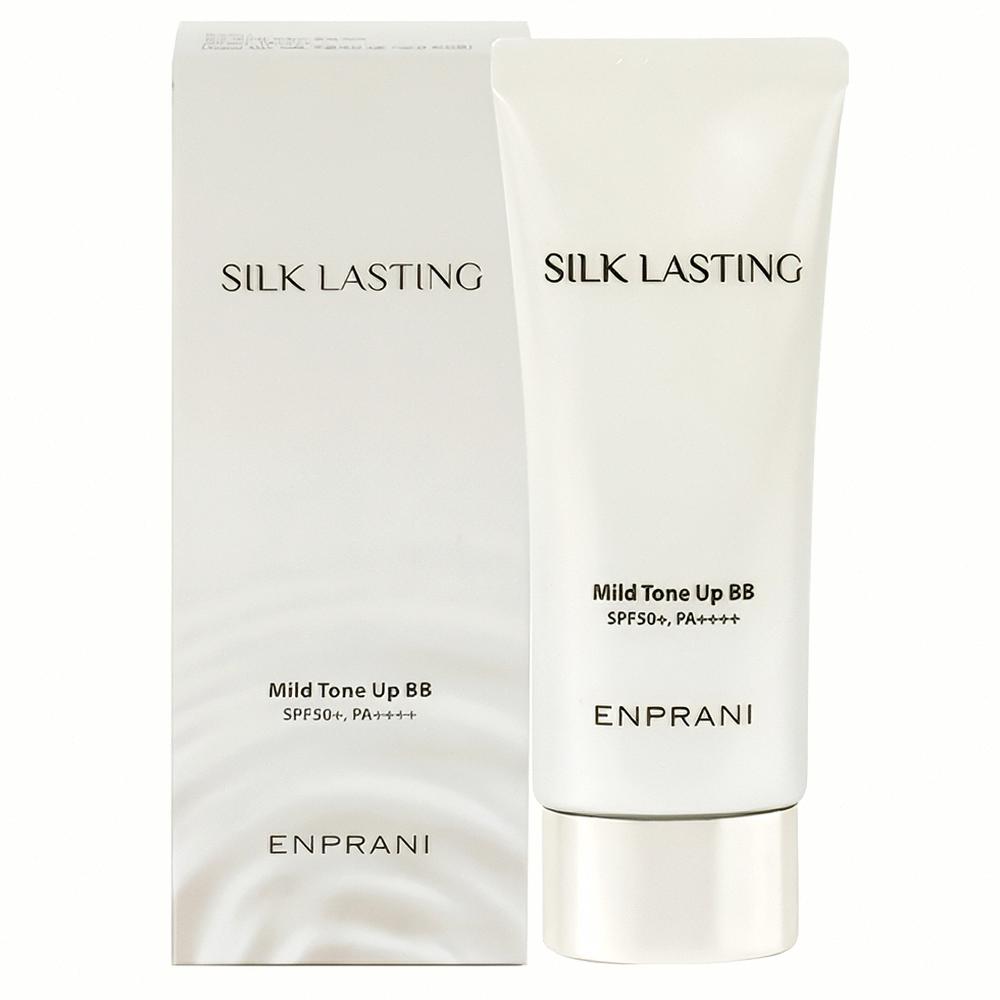 SILK LASTING
Mild Tone Up BB
SPF50+, PA++++
ENPRANI
SILK LASTING
Mild Tone Up BB
SPF50+, PA++++
ENPRANI